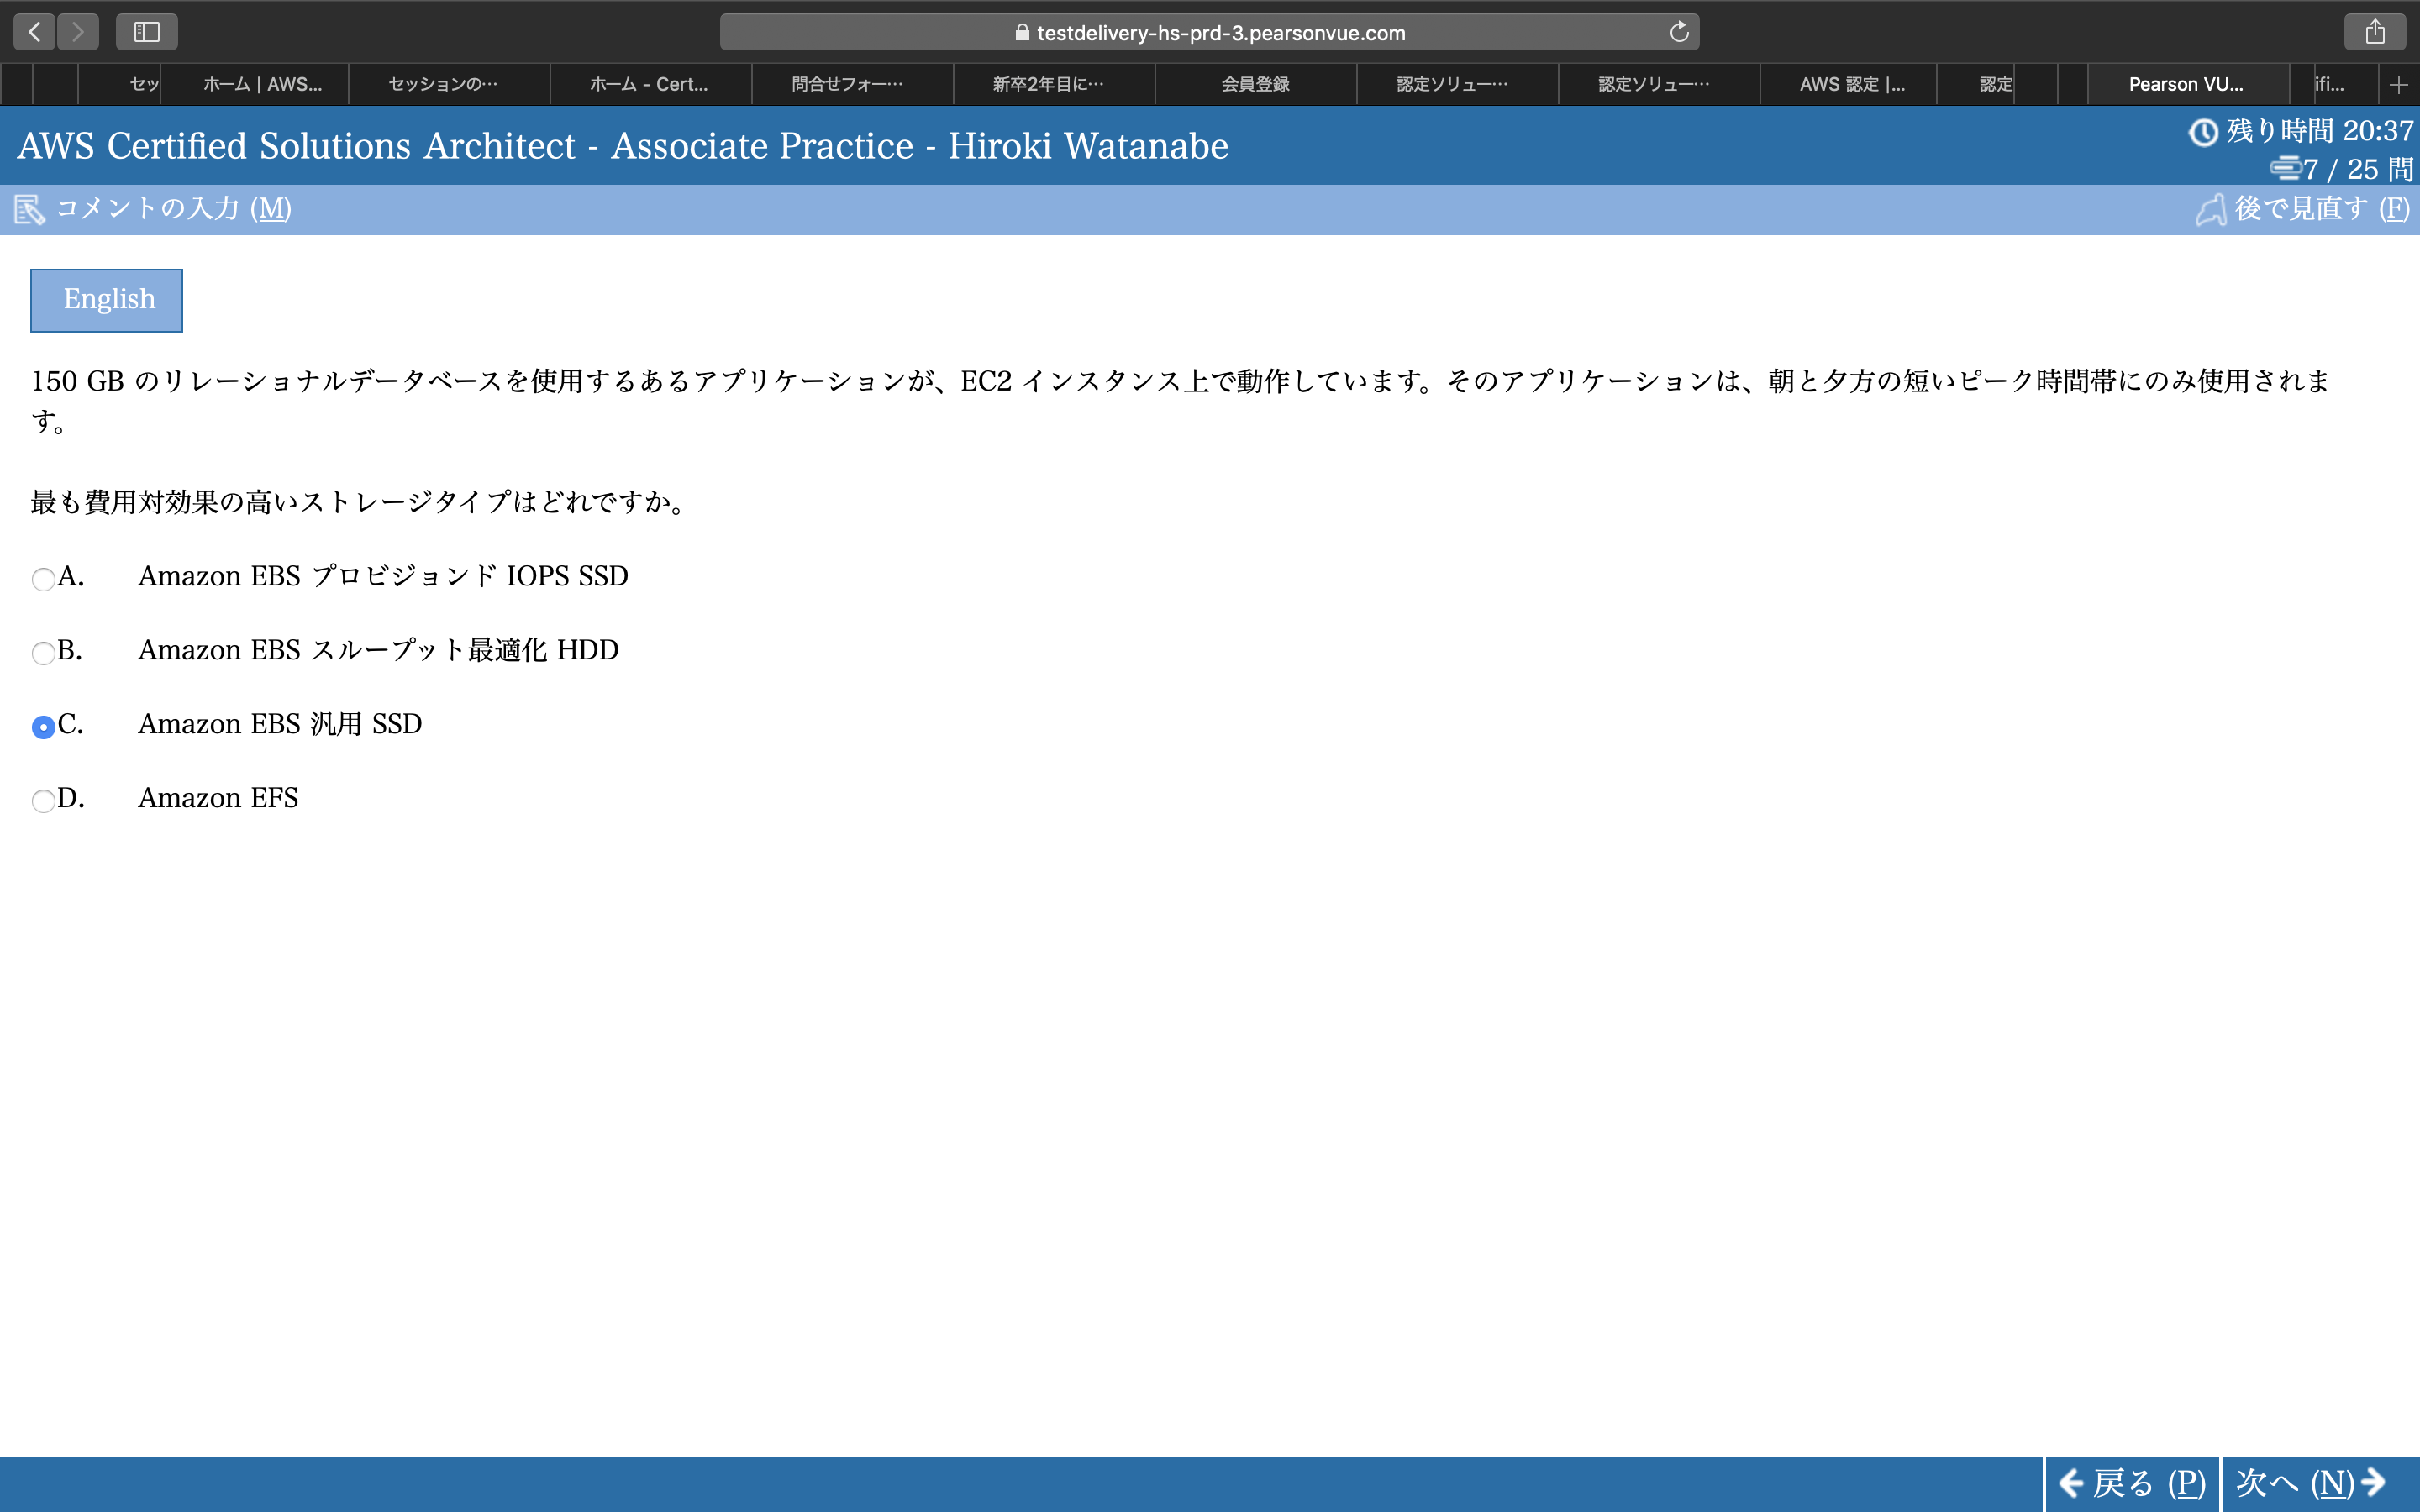 testdelivery-hs-prd-3.pearsonvue.com
セッ ホーム | AWS... セッションの… ホーム - Cert... 問合せフォー… 新卒2年目に… 会員登録 認定ソリュー… 認定ソリュー… AWS 認定 |... 認定 Pearson VU... ifi...
AWS Certified Solutions Architect - Associate Practice - Hiroki Watanabe
残り時間 20:37
7 / 25 問
コメントの入力 (M)
後で見直す (F)
English
150 GB のリレーショナルデータベースを使用するあるアプリケーションが、EC2 インスタンス上で動作しています。そのアプリケーションは、朝と夕方の短いピーク時間帯にのみ使用されま
す。
最も費用対効果の高いストレージタイプはどれですか。
A. Amazon EBS プロビジョンド IOPS SSD
B. Amazon EBS スループット最適化 HDD
C. Amazon EBS 汎用 SSD
D. Amazon EFS
戻る (P) 次へ (N)